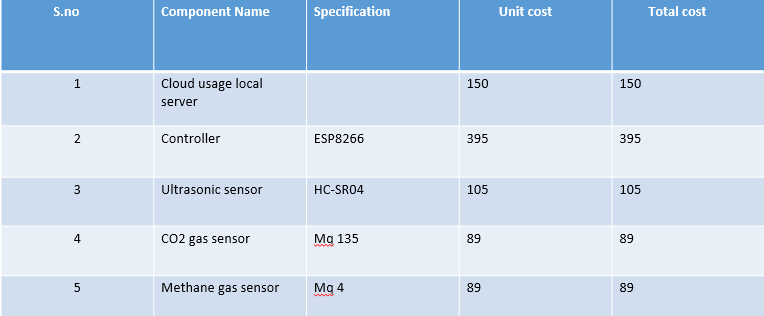 S.no Component Name Specification Unit cost Total cost
1 Cloud usage local server 150 150
2 Controller ESP8266 395 395
3 Ultrasonic sensor HC-SR04 105 105
4 CO2 gas sensor Mq 135 89 89
5 Methane gas sensor Mq 4 89 89